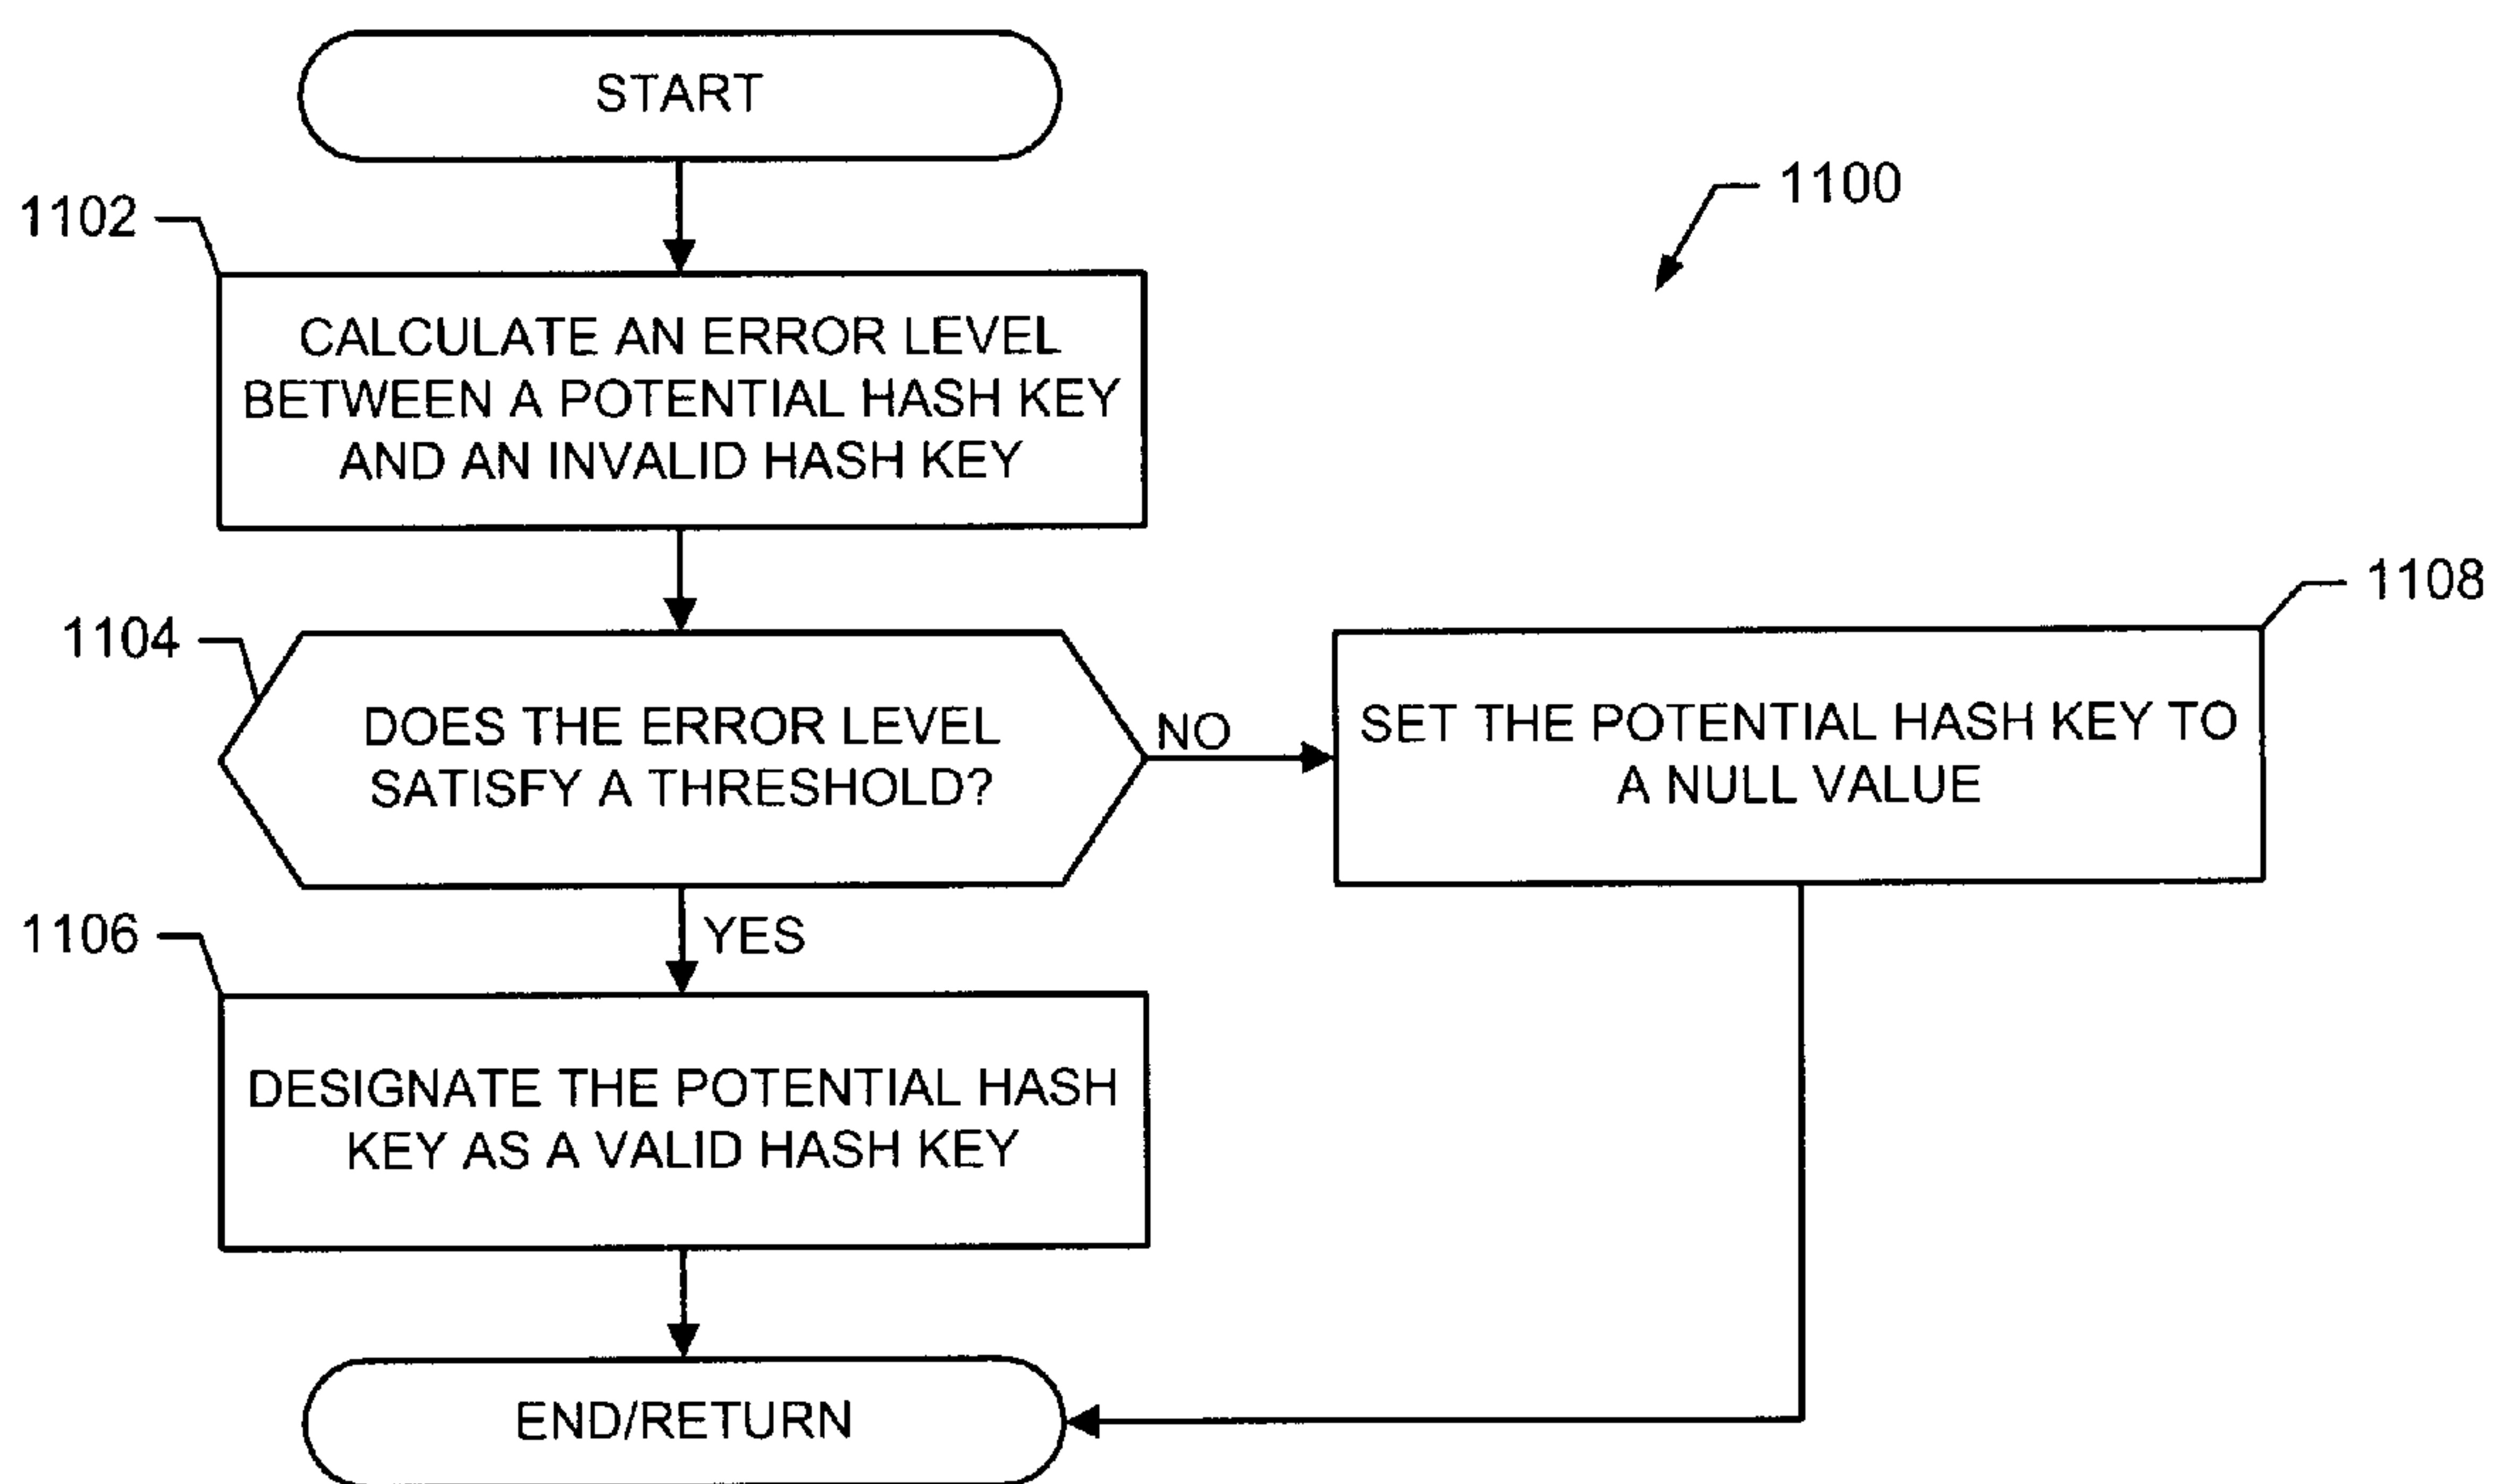 START
1100
1102
CALCULATE AN ERROR LEVEL
BETWEEN A POTENTIAL HASH KEY
AND AN INVALID HASH KEY
1104
DOES THE ERROR LEVEL
SATISFY A THRESHOLD?
NO
1108
SET THE POTENTIAL HASH KEY TO
A NULL VALUE
YES
1106
DESIGNATE THE POTENTIAL HASH
KEY AS A VALID HASH KEY
END/RETURN